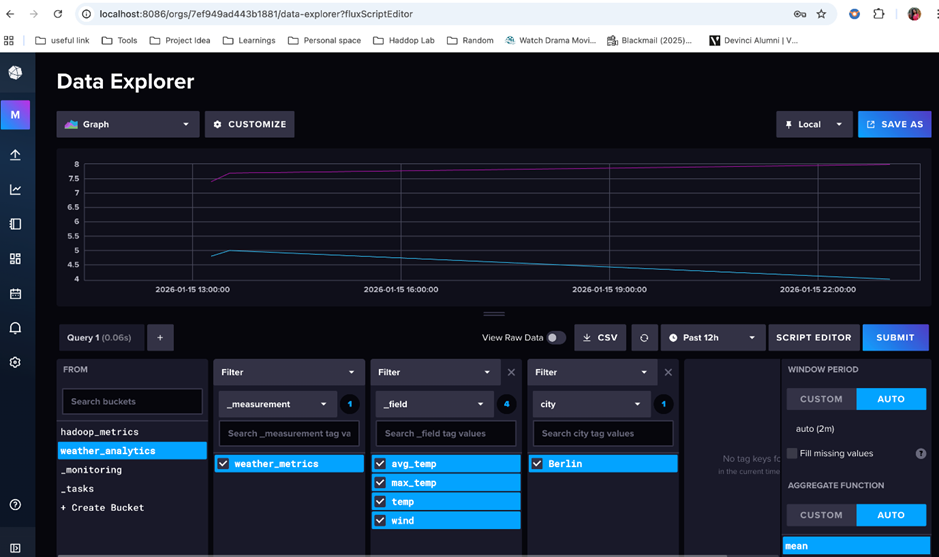 localhost:8086/orgs/7ef949ad443b1881/data-explorer?fluxScriptEditor
useful link Tools Project Idea Learnings Personal space Haddop Lab Random Watch Drama Movi... Blackmail (2025)... Devinci Alumni | V...
Data Explorer
M
Graph CUSTOMIZE Local SAVE AS
8
7.5
7
6.5
6
5.5
5
4.5
4
2026-01-15 13:00:00 2026-01-15 16:00:00 2026-01-15 19:00:00 2026-01-15 22:00:00
Query 1 (0.06s) + View Raw Data CSV Past 12h SCRIPT EDITOR SUBMIT
FROM
Search buckets
hadoop_metrics
weather_analytics
_monitoring
_tasks
+ Create Bucket
Filter
_measurement 1
Search _measurement tag va
weather_metrics
Filter
_field 4
Search _field tag values
avg_temp
max_temp
temp
wind
Filter
city 1
Search city tag values
Berlin
No tag keys fo
in the current time
WINDOW PERIOD
CUSTOM AUTO
auto (2m)
Fill missing values ?
AGGREGATE FUNCTION
CUSTOM AUTO
mean